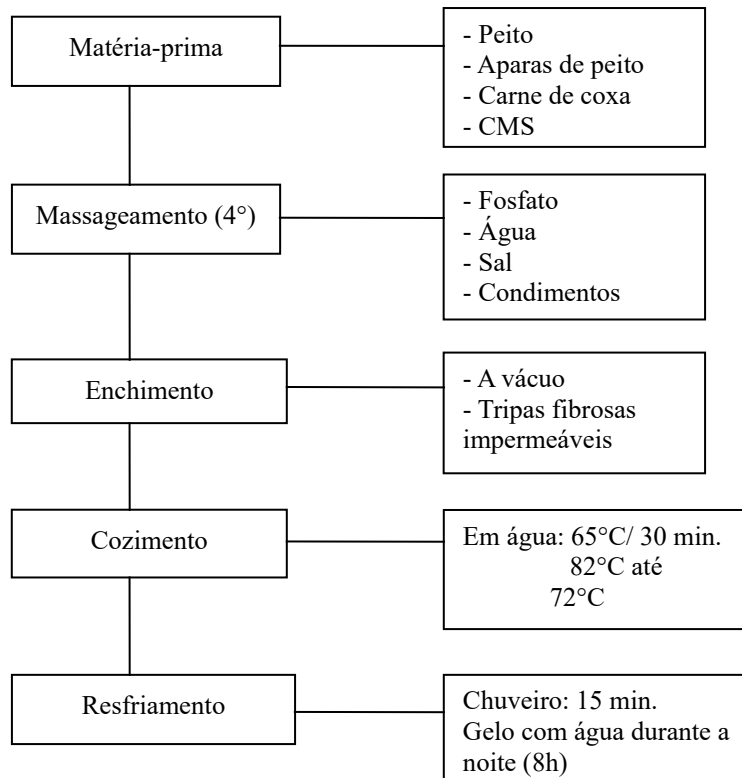 Matéria-prima
- Peito
- Aparas de peito
- Carne de coxa
- CMS
Massageamento (4°)
- Fosfato
- Água
- Sal
- Condimentos
Enchimento
- A vácuo
- Tripas fibrosas
impermeáveis
Cozimento
Em água: 65°C/ 30 min.
82°C até
72°C
Resfriamento
Chuveiro: 15 min.
Gelo com água durante a
noite (8h)